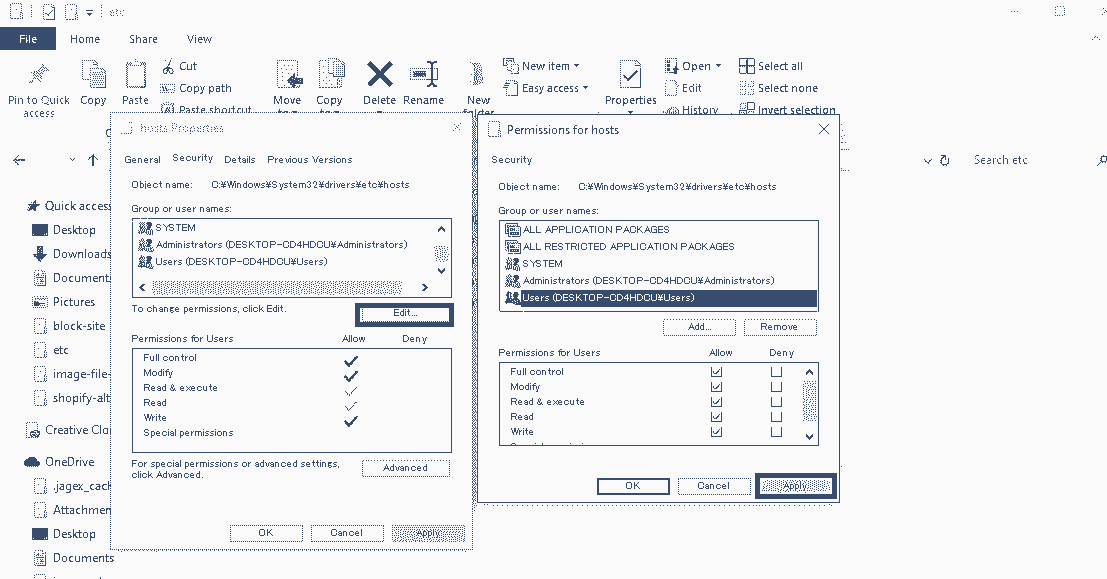 etc
File Home Share View
Pin to Quick access
Copy
Paste
Cut
Copy path
Paste shortcut
Move
Copy
Delete
Rename
New
New item
Easy access
Properties
Open
Edit
History
Select all
Select none
Invert selection
Search etc
Quick access
Desktop
Downloads
Document
Pictures
block-site
etc
image-file-
shopify-alt
Creative Clo
OneDrive
.jagex_cach
Attachmen
Desktop
Documents
hosts Properties
General Security Details Previous Versions
Object name: C:¥Windows¥System32¥drivers¥etc¥hosts
Group or user names:
SYSTEM
Administrators (DESKTOP-CD4HDCU¥Administrators)
Users (DESKTOP-CD4HDCU¥Users)
To change permissions, click Edit.
Edit...
Permissions for Users Allow Deny
Full control
Modify
Read & execute
Read
Write
Special permissions
For special permissions or advanced settings,
click Advanced.
Advanced
OK Cancel Apply
Permissions for hosts
Security
Object name: C:¥Windows¥System32¥drivers¥etc¥hosts
Group or user names:
ALL APPLICATION PACKAGES
ALL RESTRICTED APPLICATION PACKAGES
SYSTEM
Administrators (DESKTOP-CD4HDCU¥Administrators)
Users (DESKTOP-CD4HDCU¥Users)
Add... Remove
Permissions for Users Allow Deny
Full control
Modify
Read & execute
Read
Write
OK Cancel Apply